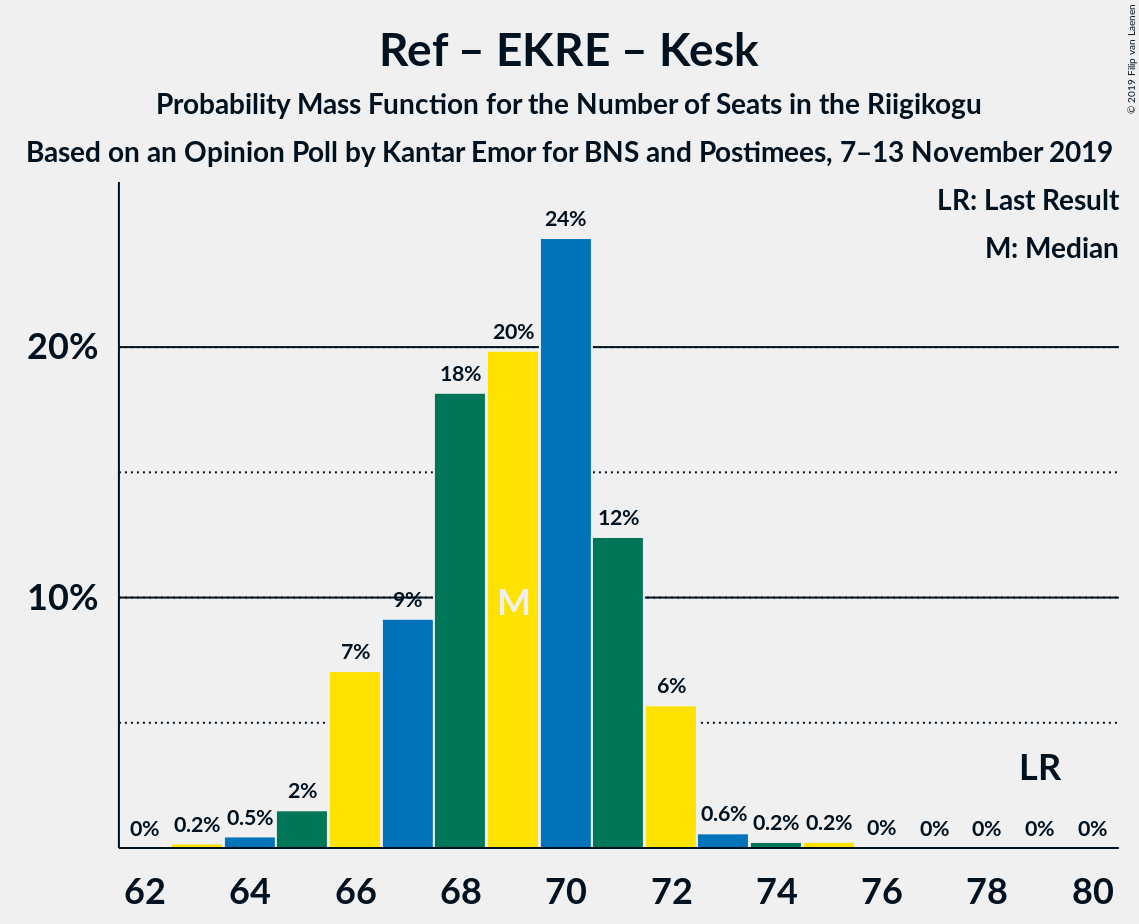 Ref – EKRE – Kesk
Probability Mass Function for the Number of Seats in the Riigikogu
Based on an Opinion Poll by Kantar Emor for BNS and Postimees, 7–13 November 2019
© 2019 Filip van Laenen
LR: Last Result
M: Median
20%
10%
0%
0.2%
0.5%
2%
7%
9%
18%
20%
24%
12%
6%
0.6%
0.2%
0.2%
0%
0%
0%
0%
0%
M
LR
62 64 66 68 70 72 74 76 78 80